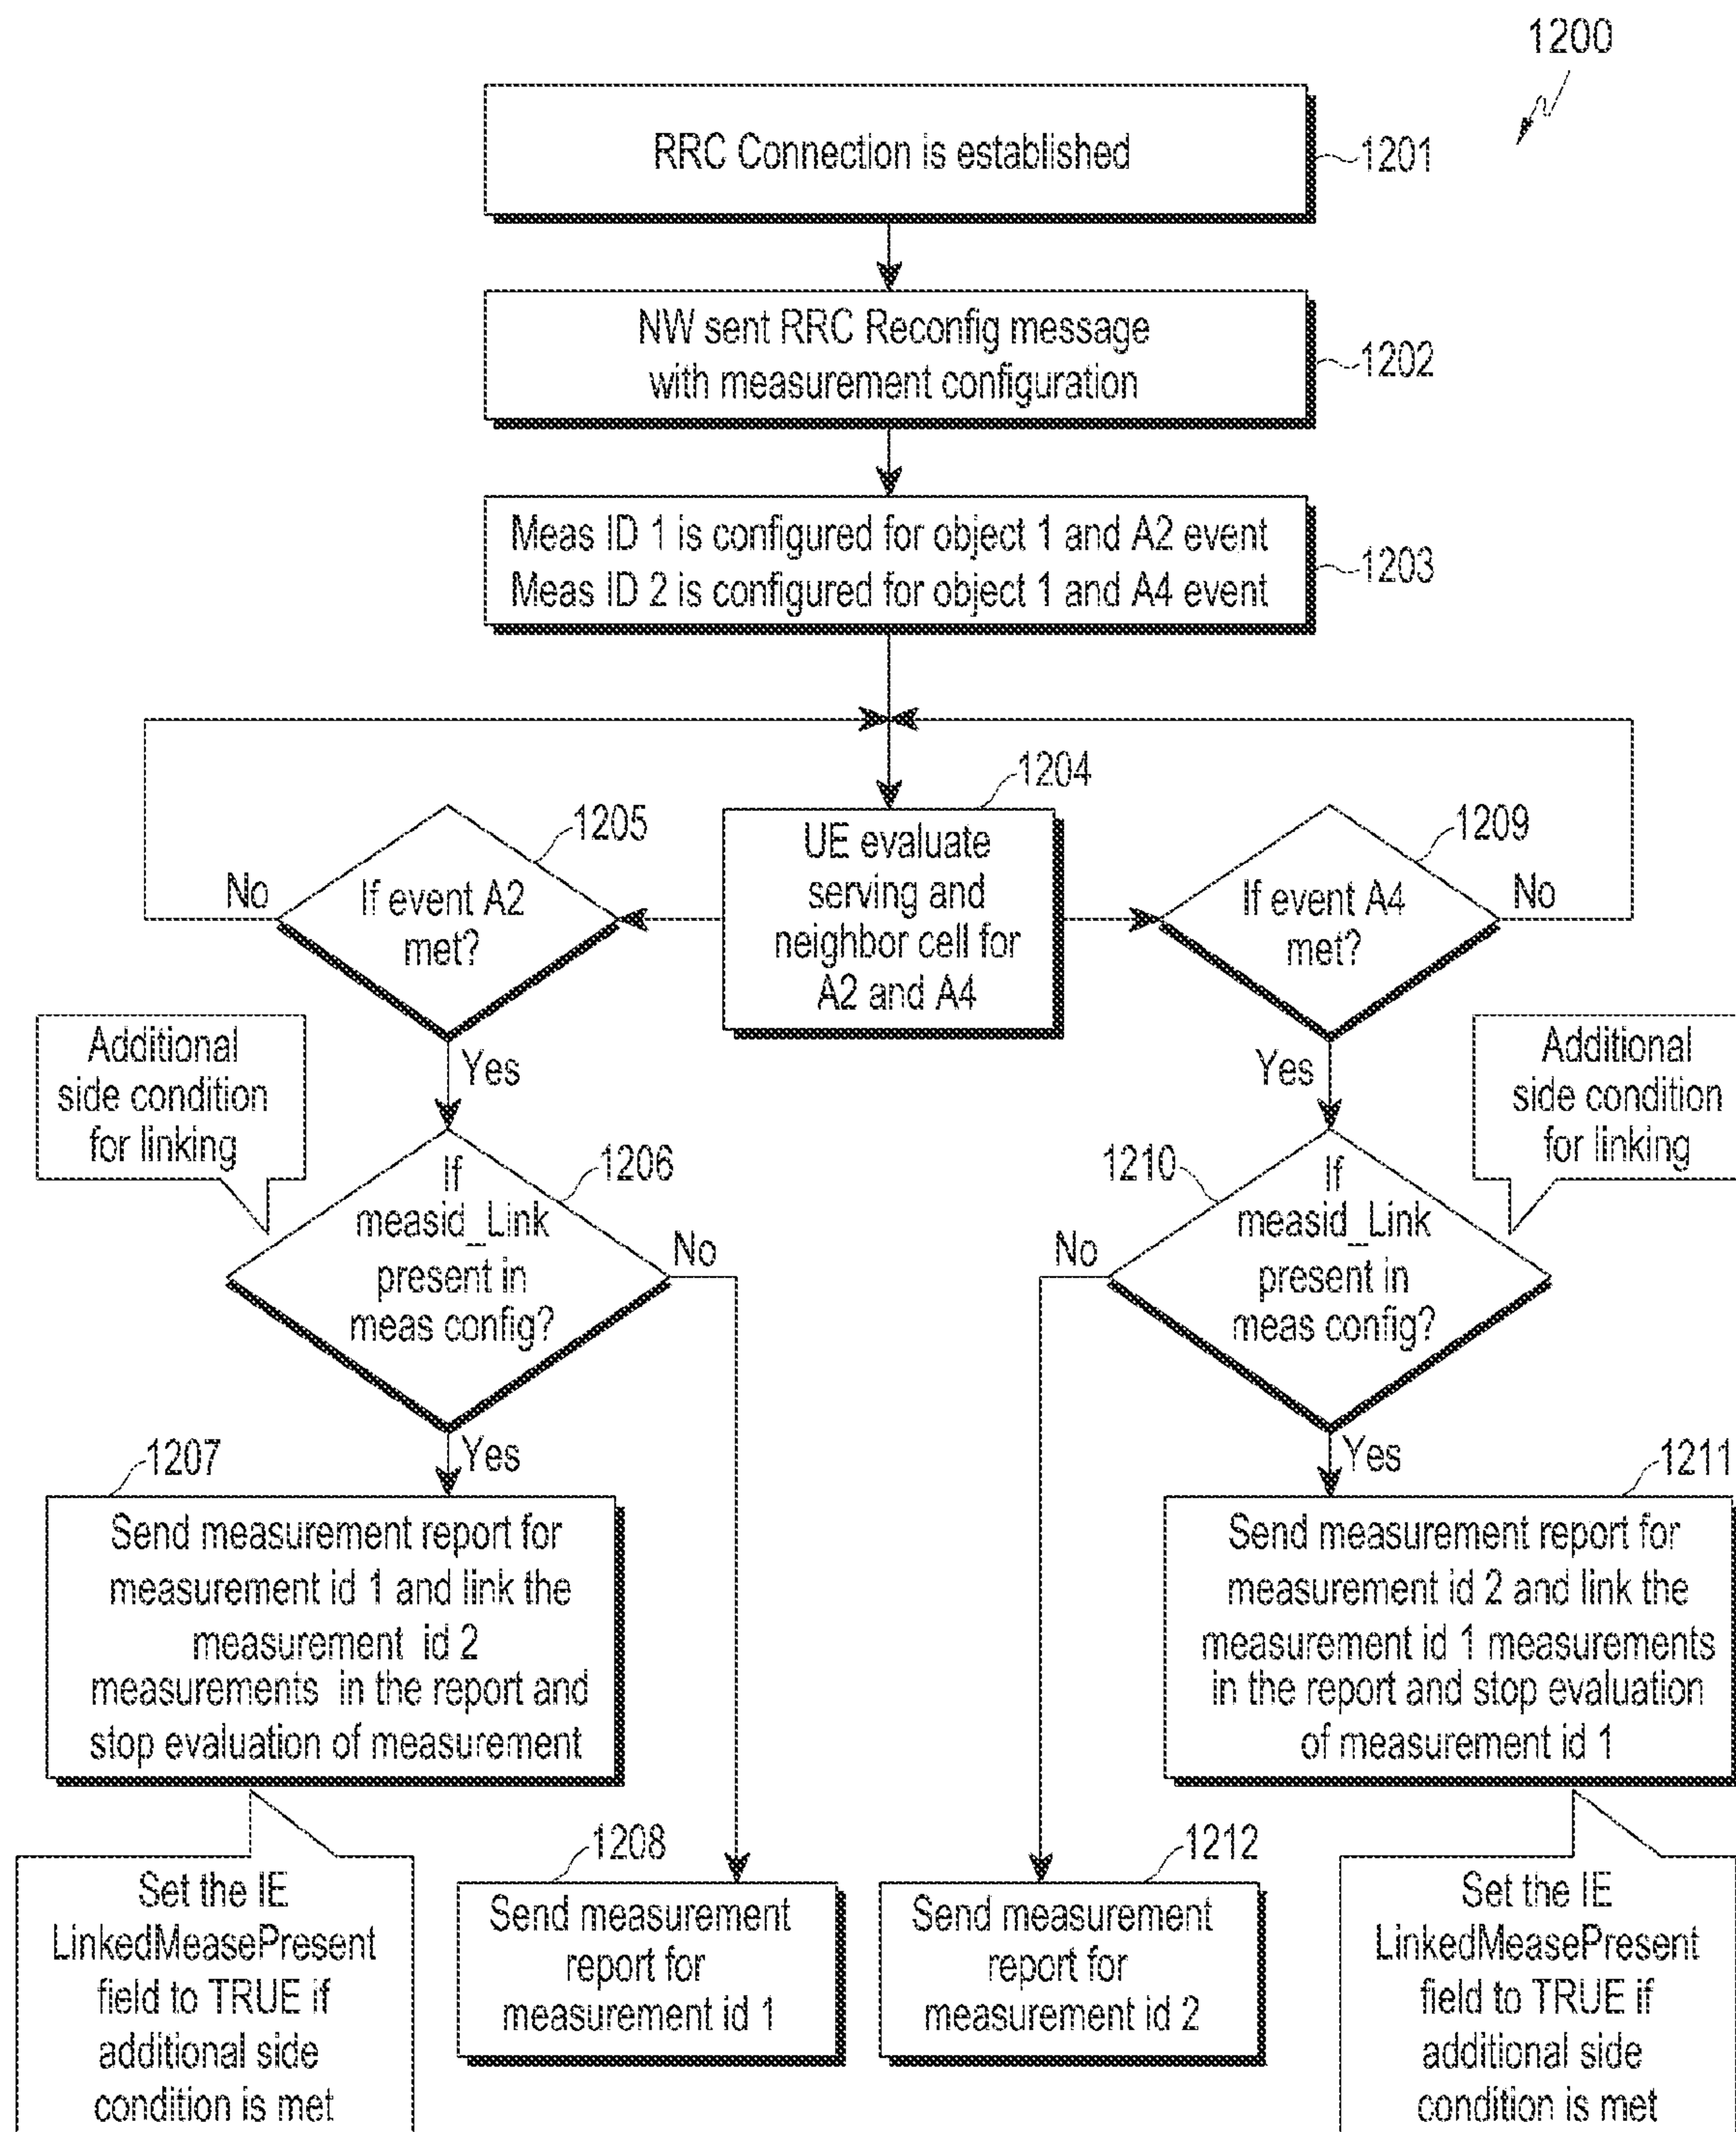 1200
RRC Connection is established
1201
NW sent RRC Reconfig message
with measurement configuration
1202
Meas ID 1 is configured for object 1 and A2 event
Meas ID 2 is configured for object 1 and A4 event
1203
1204
UE evaluate
serving and
neighbor cell for
A2 and A4
1205
If event A2
met?
No
Yes
1209
If event A4
met?
No
Yes
Additional
side condition
for linking
1206
If
measid_Link
present in
meas config?
No
Yes
1210
If
measid_Link
present in
meas config?
No
Yes
Additional
side condition
for linking
1207
Send measurement report for
measurement id 1 and link the
measurement id 2
measurements in the report and
stop evaluation of measurement
1211
Send measurement report for
measurement id 2 and link the
measurement id 1 measurements
in the report and stop evaluation
of measurement id 1
Set the IE
LinkedMeasePresent
field to TRUE if
additional side
condition is met
1208
Send measurement
report for
measurement id 1
1212
Send measurement
report for
measurement id 2
Set the IE
LinkedMeasePresent
field to TRUE if
additional side
condition is met